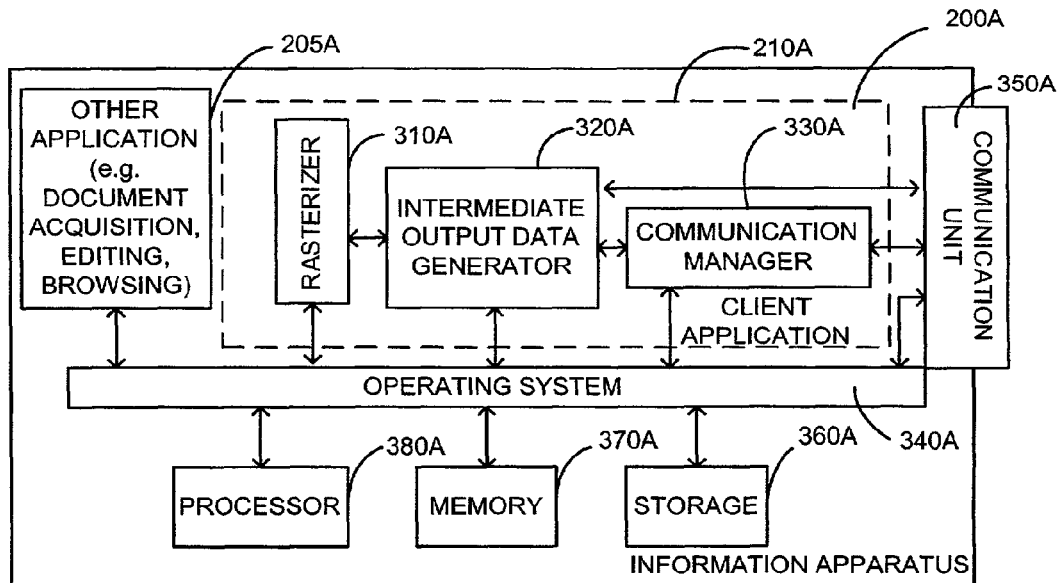 205A
210A
200A
350A
OTHER
APPLICATION
(e.g.
DOCUMENT
ACQUISITION,
EDITING,
BROWSING)
310A
RASTERIZER
320A
INTERMEDIATE
OUTPUT DATA
GENERATOR
330A
COMMUNICATION
MANAGER
CLIENT
APPLICATION
COMMUNICATION
UNIT
OPERATING SYSTEM
340A
380A
PROCESSOR
370A
MEMORY
360A
STORAGE
INFORMATION APPARATUS